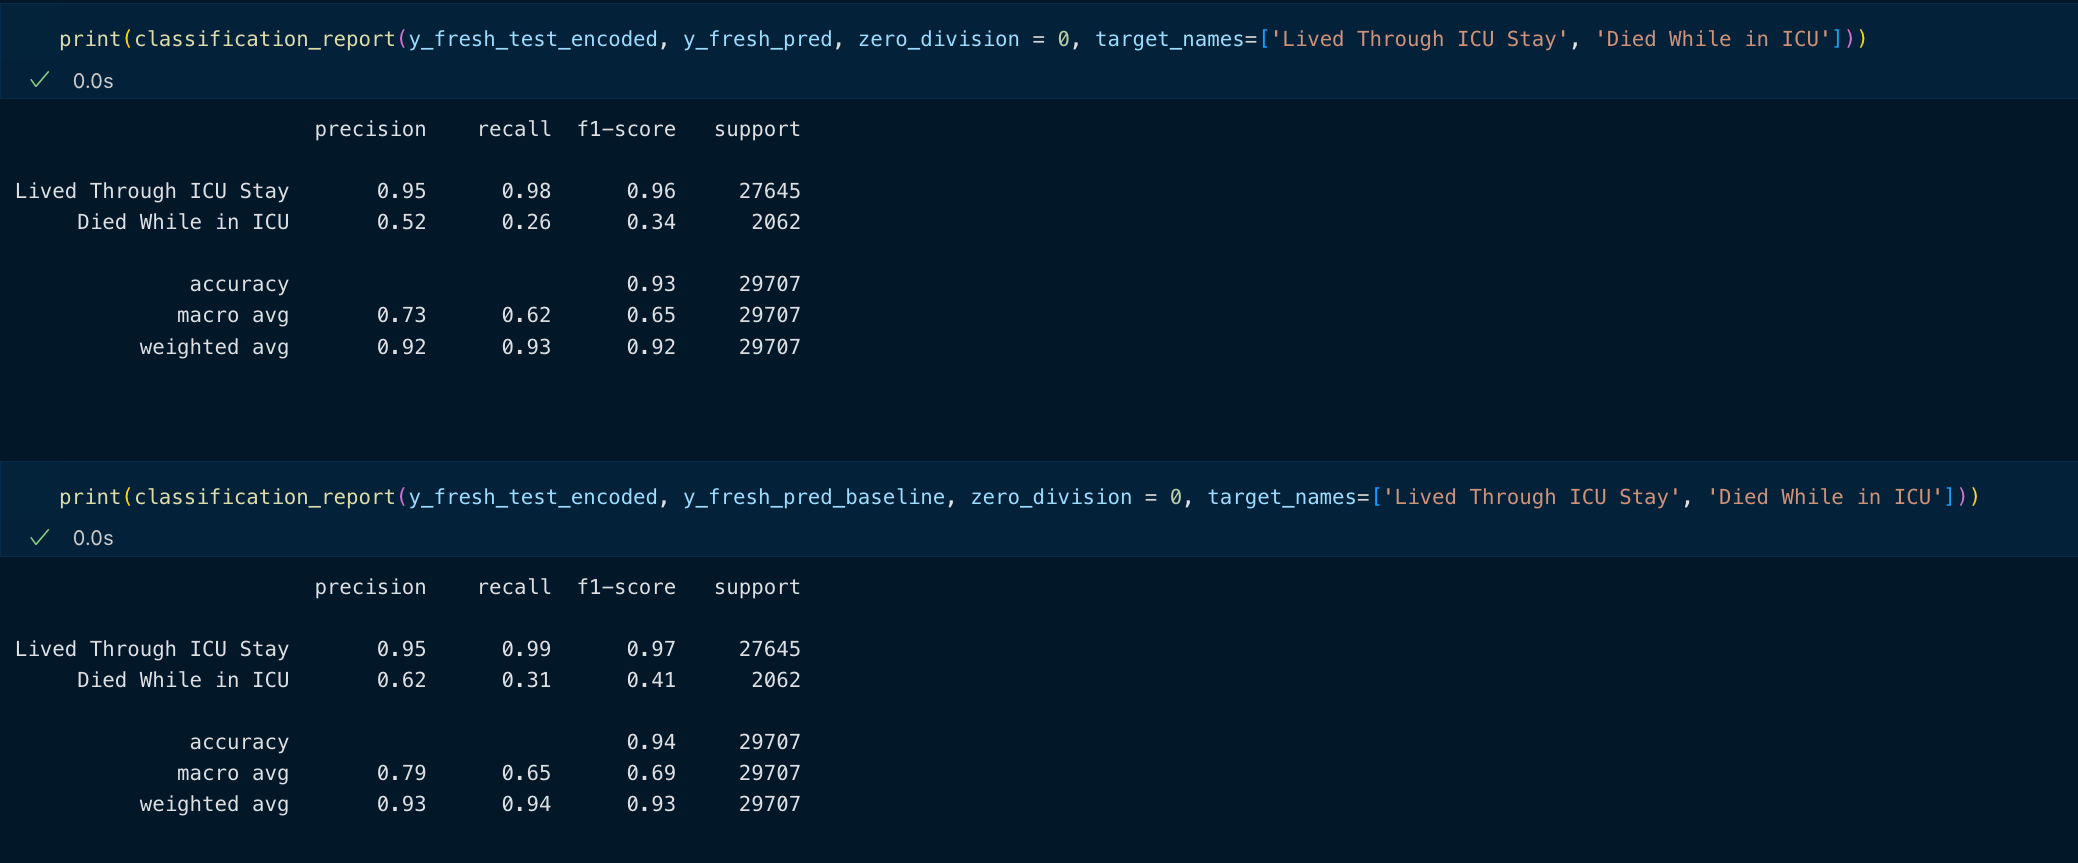 print(classification_report(y_fresh_test_encoded, y_fresh_pred, zero_division = 0, target_names=['Lived Through ICU Stay', 'Died While in ICU']))
✓ 0.0s
precision recall f1-score support
Lived Through ICU Stay 0.95 0.98 0.96 27645
Died While in ICU 0.52 0.26 0.34 2062
accuracy 0.93 29707
macro avg 0.73 0.62 0.65 29707
weighted avg 0.92 0.93 0.92 29707
print(classification_report(y_fresh_test_encoded, y_fresh_pred_baseline, zero_division = 0, target_names=['Lived Through ICU Stay', 'Died While in ICU']))
✓ 0.0s
precision recall f1-score support
Lived Through ICU Stay 0.95 0.99 0.97 27645
Died While in ICU 0.62 0.31 0.41 2062
accuracy 0.94 29707
macro avg 0.79 0.65 0.69 29707
weighted avg 0.93 0.94 0.93 29707